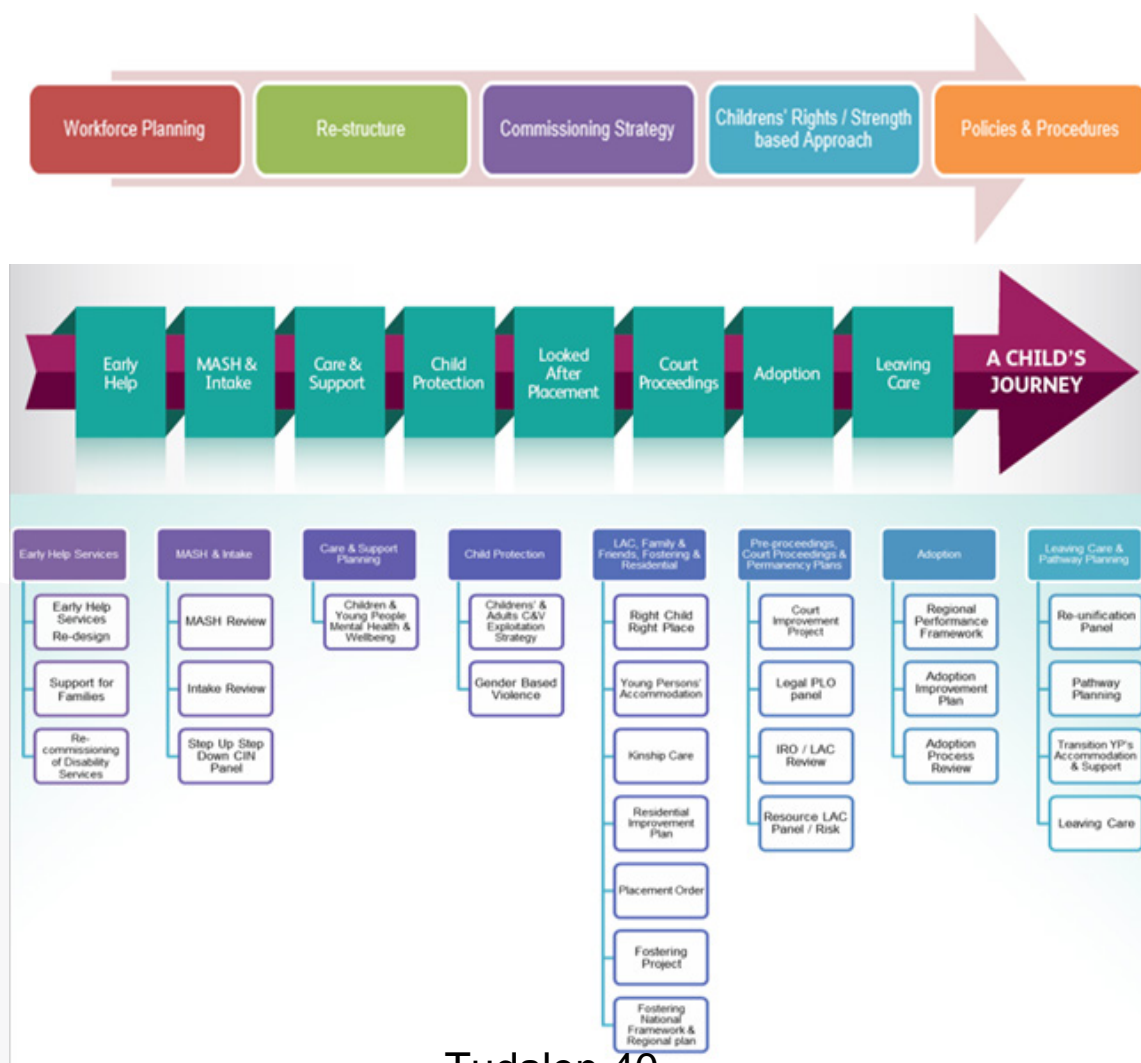 Workforce Planning
Re-structure
Commissioning Strategy
Childrens' Rights / Strength
based Approach
Policies & Procedures
Early
Help
MASH &
Intake
Care &
Support
Child
Protection
Looked
After
Placement
Court
Proceedings
Adoption
Leaving
Care
A CHILD'S
JOURNEY
Early Help Services
Early Help
Services
Re-design
Support for
Families
Re-
commissioning
of Disability
Services
MASH & Intake
MASH Review
Intake Review
Step Up Step
Down CIN
Panel
Care & Support
Planning
Children &
Young People
Mental Health &
Wellbeing
Child Protection
Childrens' &
Adults C&V
Exploitation
Strategy
Gender Based
Violence
LAC, Family &
Friends, Fostering &
Residential
Right Child
Right Place
Young Persons'
Accommodation
Kinship Care
Residential
Improvement
Plan
Placement Order
Fostering
Project
Fostering
National
Framework &
Regional plan
Pre-proceedings,
Court Proceedings &
Permanency Plans
Court
Improvement
Project
Legal PLO
panel
IRO / LAC
Review
Resource LAC
Panel / Risk
Adoption
Regional
Performance
Framework
Adoption
Improvement
Plan
Adoption
Process
Review
Leaving Care &
Pathway Planning
Re-unification
Panel
Pathway
Planning
Transition YP's
Accommodation
& Support
Leaving Care
Tudalen 40